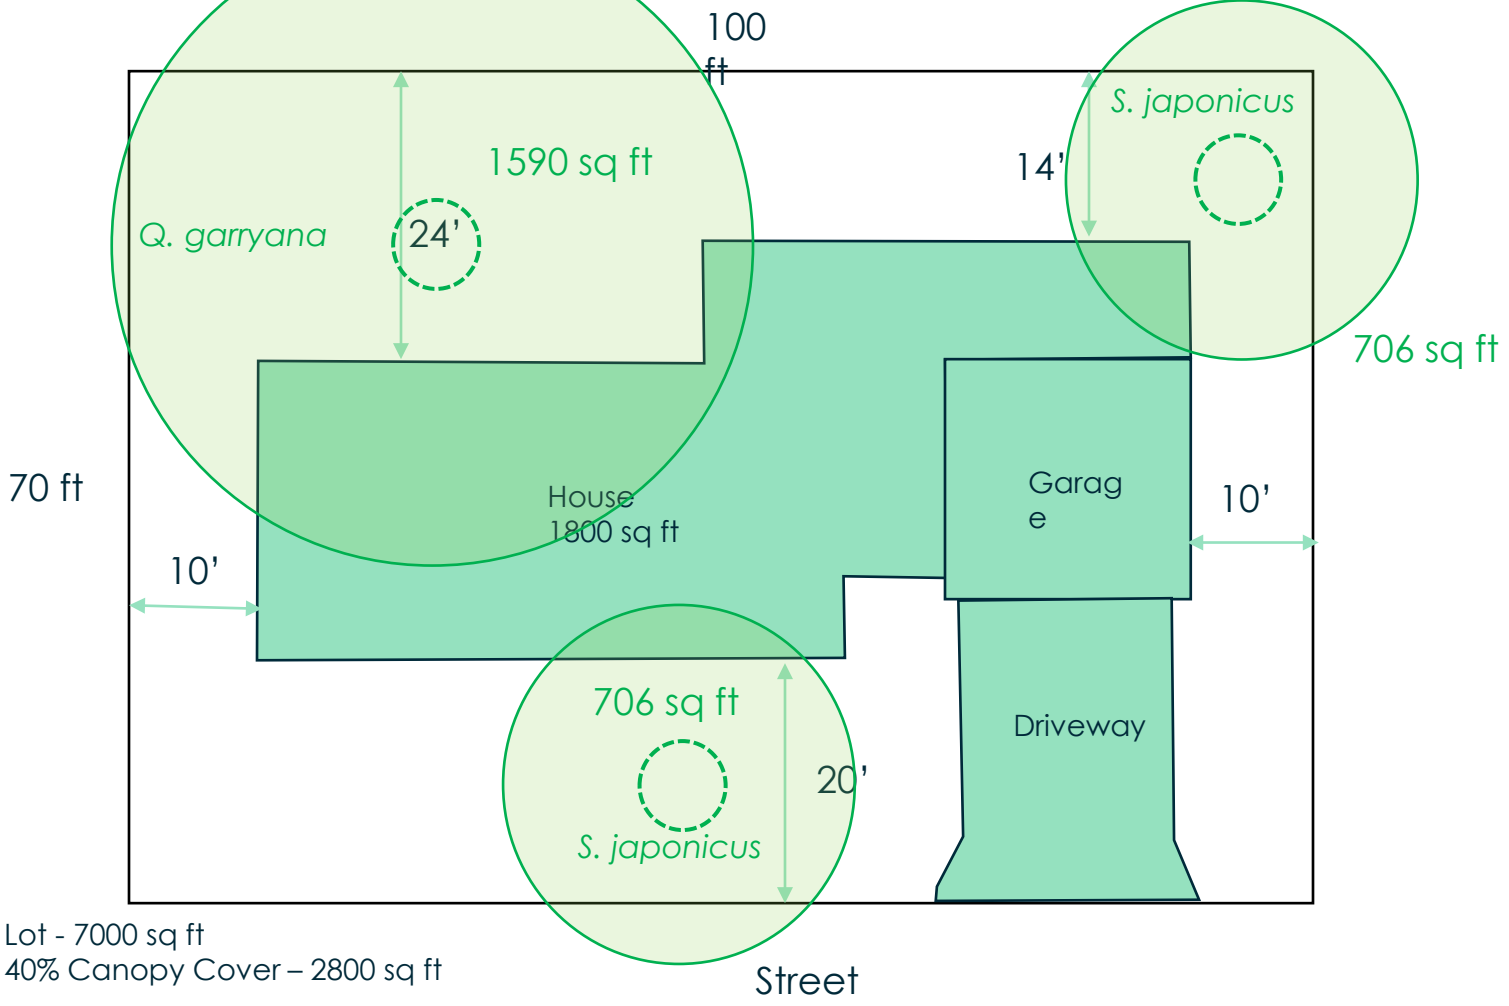 100
ft
S. japonicus
1590 sq ft
14’
Q. garryana
24’
706 sq ft
70 ft
House
1800 sq ft
Garag
e
10’
10’
706 sq ft
Driveway
20’
S. japonicus
Lot - 7000 sq ft
40% Canopy Cover – 2800 sq ft
Street